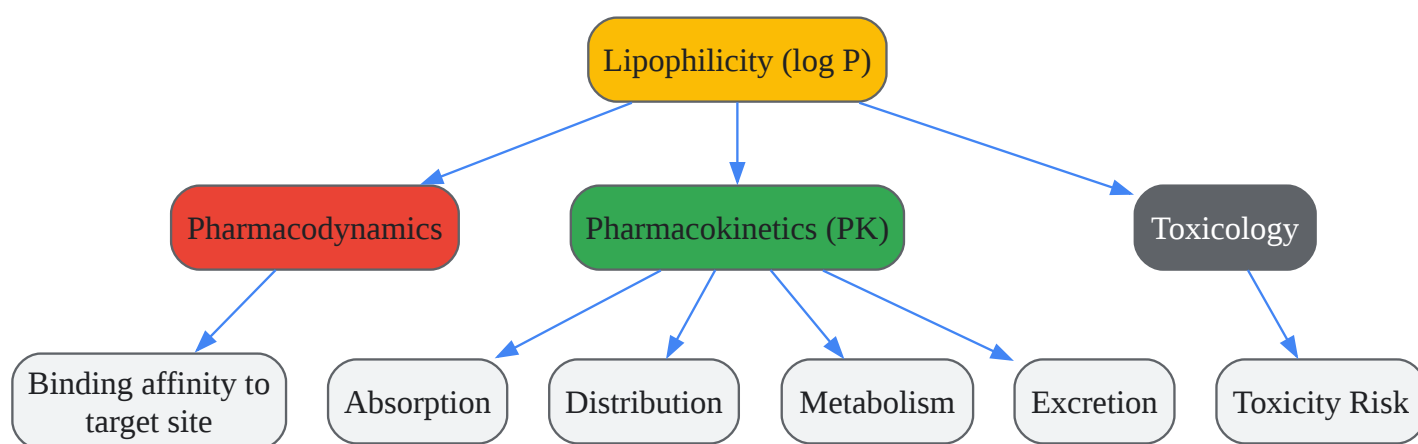 Lipophilicity (log P)
Pharmacodynamics
Pharmacokinetics (PK)
Toxicology
Binding affinity to
target site
Absorption
Distribution
Metabolism
Excretion
Toxicity Risk